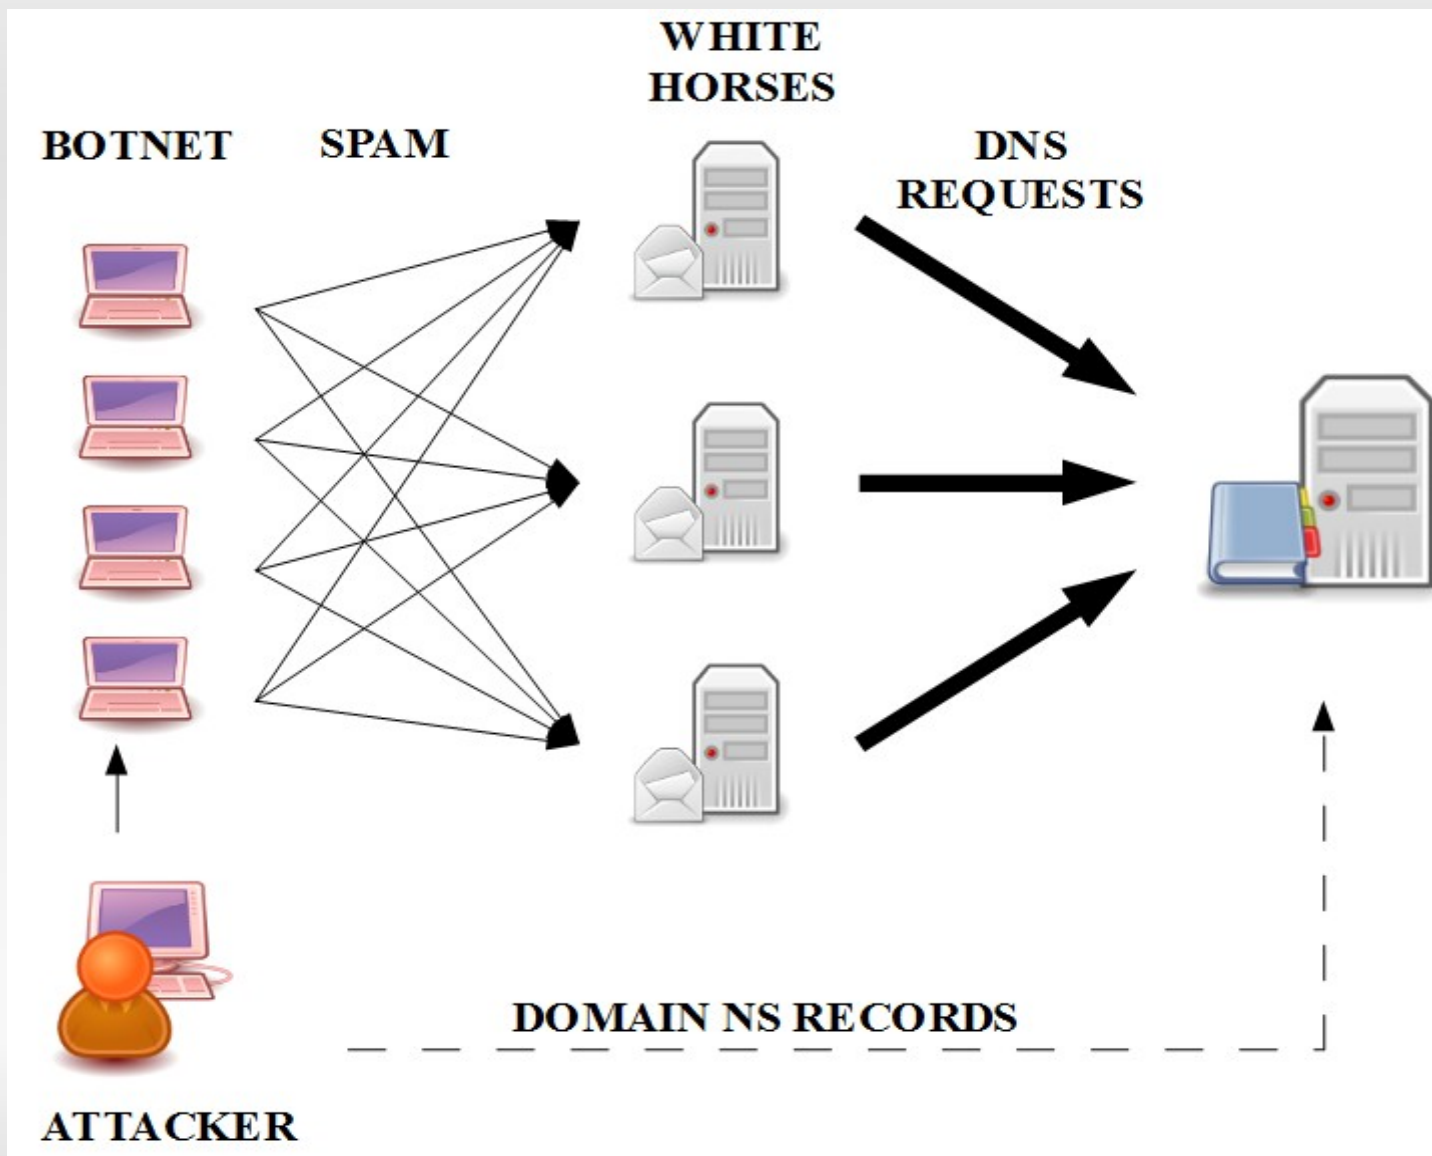 WHITE
HORSES
BOTNET
SPAM
DNS
REQUESTS
DOMAIN NS RECORDS
ATTACKER